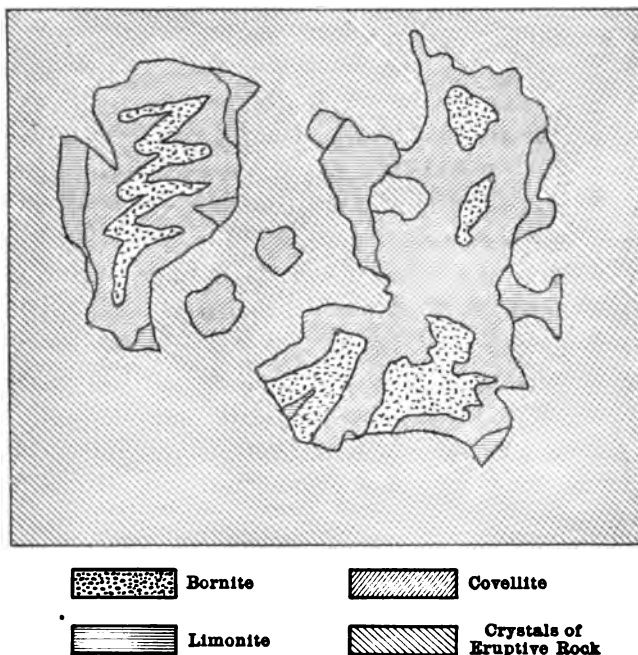 Bornite
Covellite
Limonite
Crystals of
Eruptive Rock